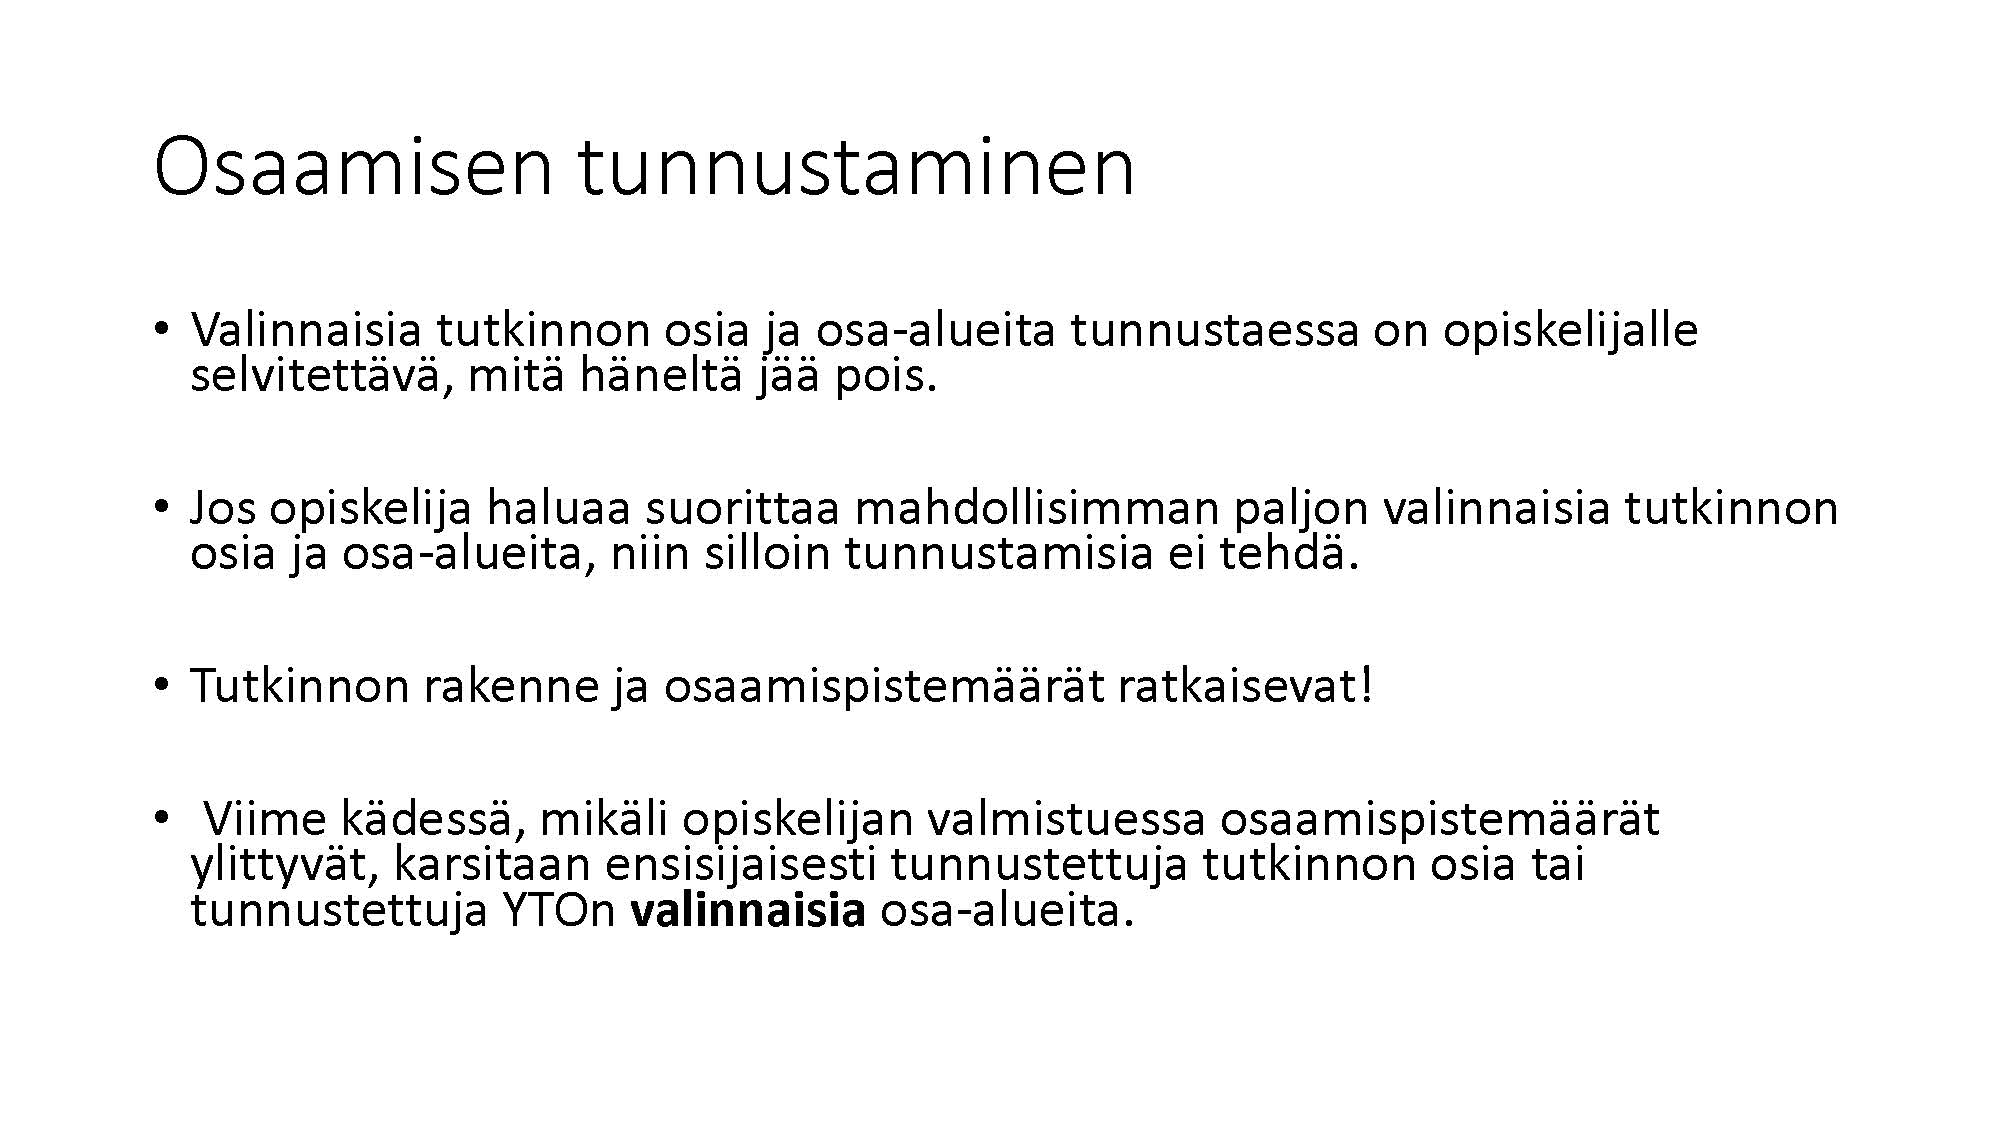 Osaamisen tunnustaminen
• Valinnaisia tutkinnon osia ja osa-alueita tunnustaessa on opiskelijalle
selvitettävä, mitä häneltä jää pois.
• Jos opiskelija haluaa suorittaa mahdollisimman paljon valinnaisia tutkinnon
osia ja osa-alueita, niin silloin tunnustamisia ei tehdä.
• Tutkinnon rakenne ja osaamispistemäärät ratkaisevat!
• Viime kädessä, mikäli opiskelijan valmistuessa osaamispistemäärät
ylittyvät, karsitaan ensisijaisesti tunnustettuja tutkinnon osia tai
tunnustettuja YTOn valinnaisia osa-alueita.